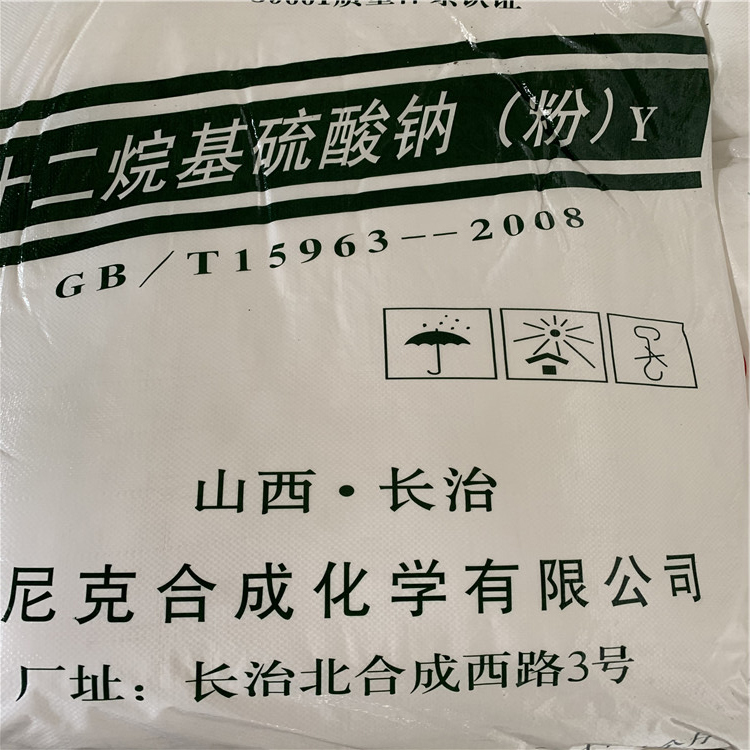 十二烷基硫酸钠（粉）Y
GB/T15963--2008
山西·长治
尼克合成化学有限公司
厂址：长治北合成西路3号